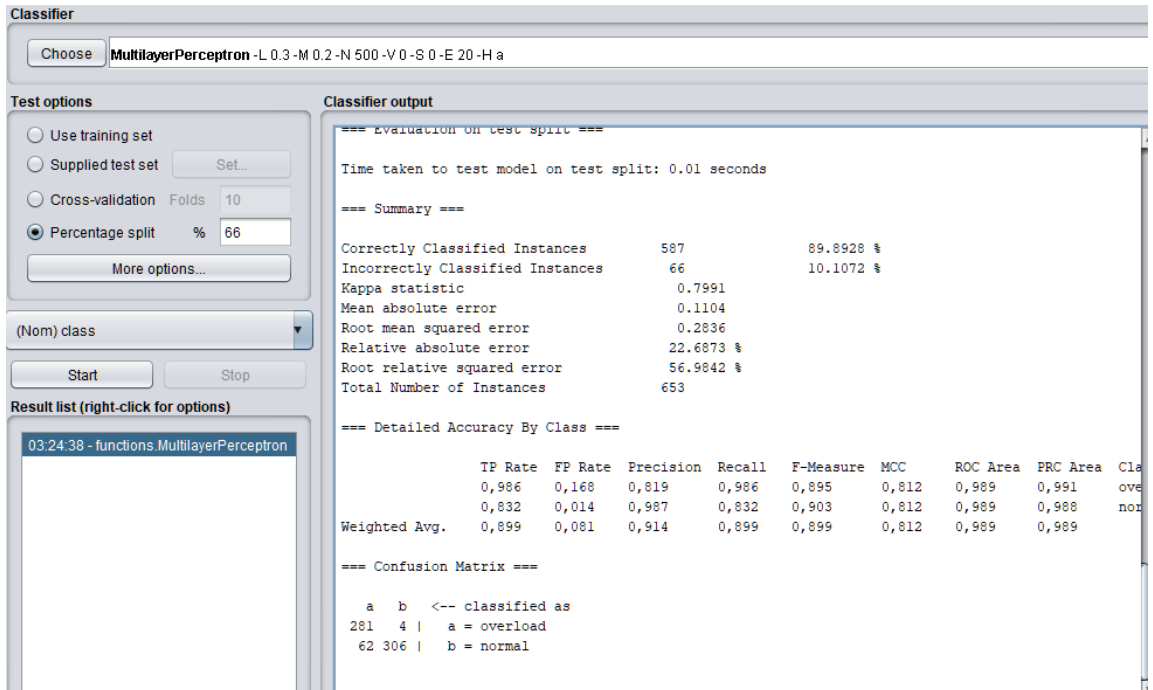 Classifier
Choose MultilayerPerceptron -L 0.3 -M 0.2 -N 500 -V 0 -S 0 -E 20 -H a
Test options
Use training set
Supplied test set Set...
Cross-validation Folds 10
Percentage split % 66
More options...
(Nom) class
Start Stop
Result list (right-click for options)
03:24:38 - functions.MultilayerPerceptron
Classifier output
=== Evaluation on test split ===
Time taken to test model on test split: 0.01 seconds
=== Summary ===
Correctly Classified Instances 587 89.8928 %
Incorrectly Classified Instances 66 10.1072 %
Kappa statistic 0.7991
Mean absolute error 0.1104
Root mean squared error 0.2836
Relative absolute error 22.6873 %
Root relative squared error 56.9842 %
Total Number of Instances 653
=== Detailed Accuracy By Class ===
TP Rate FP Rate Precision Recall F-Measure MCC ROC Area PRC Area Cla
0,986 0,168 0,819 0,986 0,895 0,812 0,989 0,991 ove
0,832 0,014 0,987 0,832 0,903 0,812 0,989 0,988 nor
Weighted Avg. 0,899 0,081 0,914 0,899 0,899 0,812 0,989 0,989
=== Confusion Matrix ===
a b <-- classified as
281 4 | a = overload
62 306 | b = normal